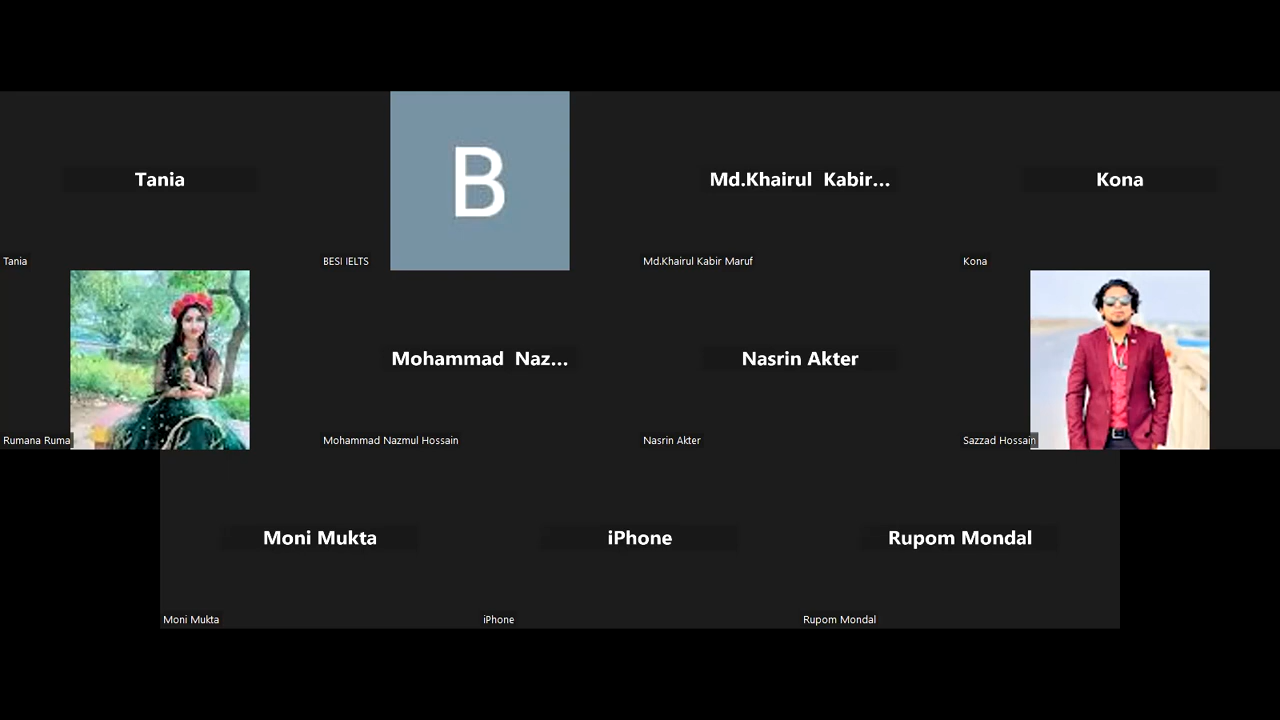 Tania
B
Md.Khairul Kabir...
Kona
Tania
BESI IELTS
Md.Khairul Kabir Maruf
Kona
Mohammad Naz...
Nasrin Akter
Rumana Ruma
Mohammad Nazmul Hossain
Nasrin Akter
Sazzad Hossain
Moni Mukta
iPhone
Rupom Mondal
Moni Mukta
iPhone
Rupom Mondal